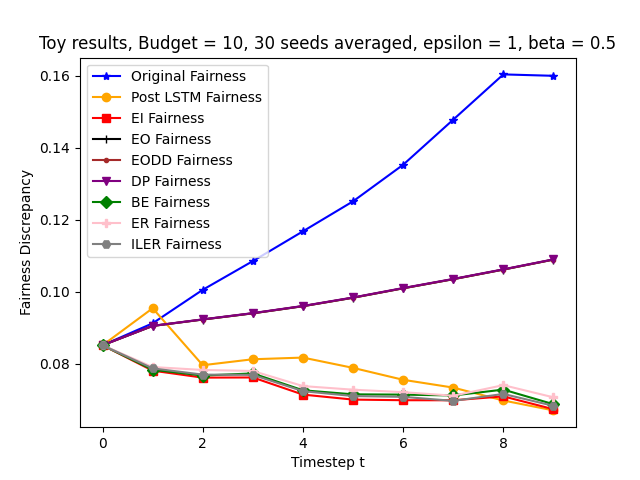 Toy results, Budget = 10, 30 seeds averaged, epsilon = 1, beta = 0.5
0.16
0.14
0.12
0.10
0.08
Fairness Discrepancy
Original Fairness
Post LSTM Fairness
EI Fairness
EO Fairness
EODD Fairness
DP Fairness
BE Fairness
ER Fairness
ILER Fairness
0 2 4 6 8
Timestep t